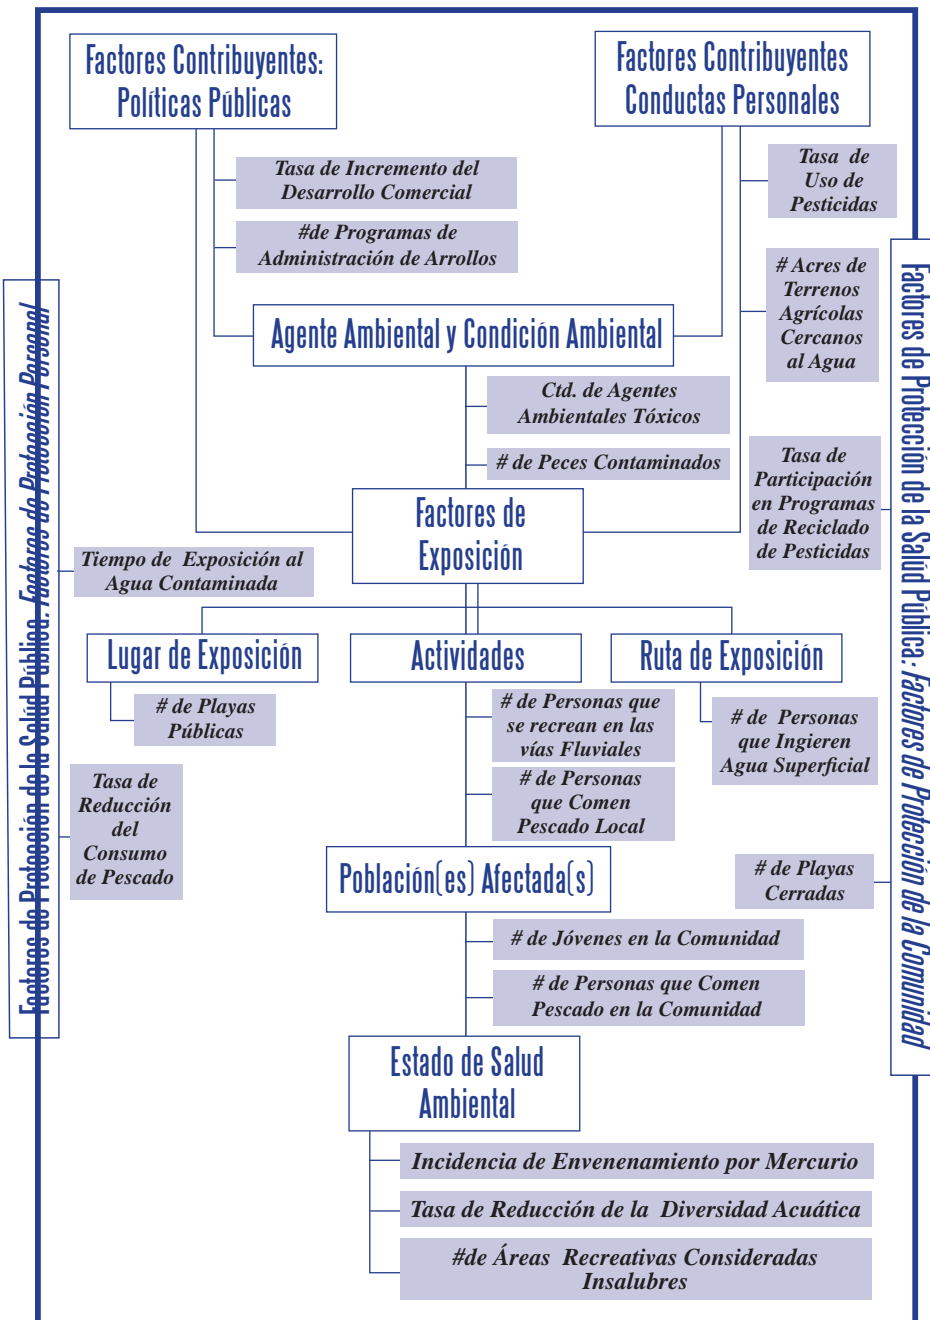 Factores Contribuyentes:
Políticas Públicas
Factores Contribuyentes
Conductas Personales
Tasa de Incremento del
Desarrollo Comercial
#de Programas de
Administración de Arrollos
Tasa de
Uso de
Pesticidas
# Acres de
Terrenos
Agrícolas
Cercanos
al Agua
Agente Ambiental y Condición Ambiental
Ctd. de Agentes
Ambientales Tóxicos
# de Peces Contaminados
Tasa de
Participación
en Programas
de Reciclado
de Pesticidas
Factores de
Exposición
Tiempo de Exposición al
Agua Contaminada
Lugar de Exposición
Actividades
Ruta de Exposición
# de Playas
Públicas
# de Personas que
se recrean en las
vías Fluviales
# de Personas
que Ingieren
Agua Superficial
# de Personas
que Comen
Pescado Local
Tasa de
Reducción
del
Consumo
de Pescado
Población(es) Afectada(s)
# de Playas
Cerradas
# de Jóvenes en la Comunidad
# de Personas que Comen
Pescado en la Comunidad
Estado de Salud
Ambiental
Incidencia de Envenenamiento por Mercurio
Tasa de Reducción de la Diversidad Acuática
#de Áreas Recreativas Consideradas
Insalubres
Factores de Protección de la Salúd Público. Factores de Protección Personal
Factores de Protección de la Salúd Pública: Factores de Protección de la Comunidad